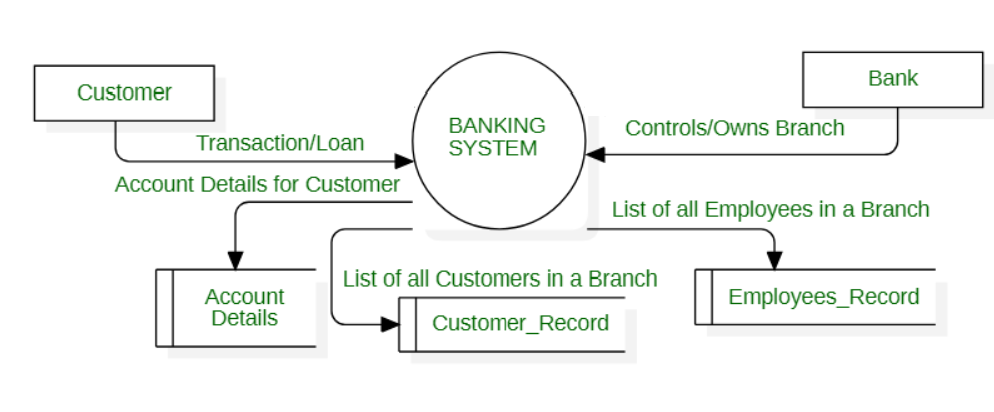 Customer
Bank
BANKING
SYSTEM
Transaction/Loan
Controls/Owns Branch
Account Details for Customer
List of all Employees in a Branch
List of all Customers in a Branch
Account
Details
Customer_Record
Employees_Record